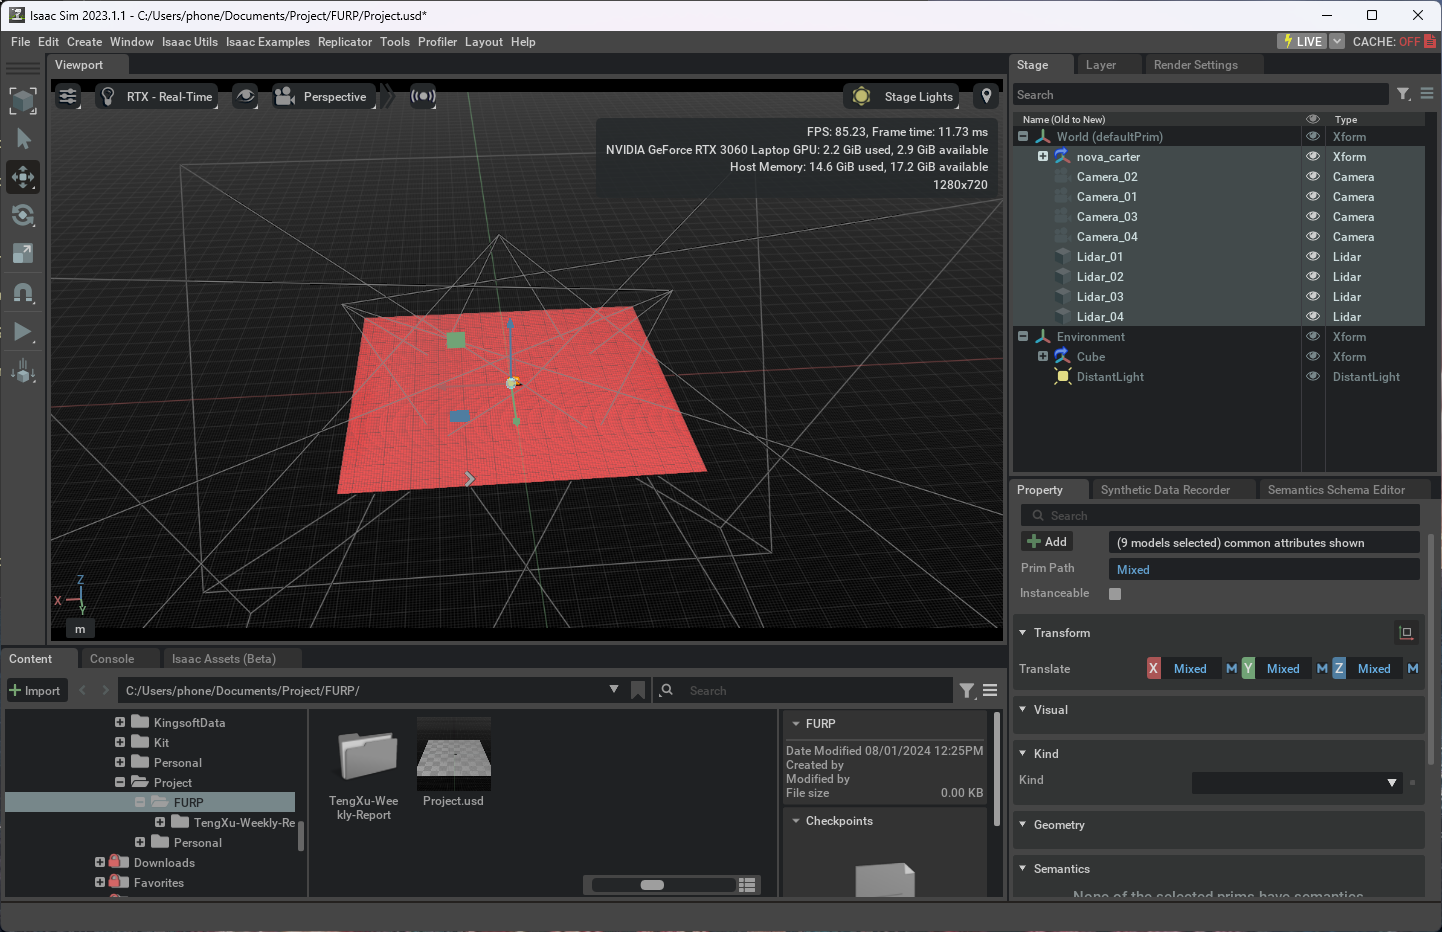 Isaac Sim 2023.1.1 - C:/Users/phone/Documents/Project/FURP/Project.usd*
File Edit Create Window Isaac Utils Isaac Examples Replicator Tools Profiler Layout Help
LIVE CACHE: OFF
Viewport
RTX - Real-Time Perspective Stage Lights
FPS: 85.23, Frame time: 11.73 ms
NVIDIA GeForce RTX 3060 Laptop GPU: 2.2 GiB used, 2.9 GiB available
Host Memory: 14.6 GiB used, 17.2 GiB available
1280x720
Z
X
Y
m
Stage Layer Render Settings
Search
Name (Old to New) Type
World (defaultPrim) Xform
nova_carter Xform
Camera_02 Camera
Camera_01 Camera
Camera_03 Camera
Camera_04 Camera
Lidar_01 Lidar
Lidar_02 Lidar
Lidar_03 Lidar
Lidar_04 Lidar
Environment Xform
Cube Xform
DistantLight DistantLight
Property Synthetic Data Recorder Semantics Schema Editor
Search
Add (9 models selected) common attributes shown
Prim Path Mixed
Instanceable
Transform
Translate X Mixed M Y Mixed M Z Mixed M
Visual
Kind
Kind
Geometry
Semantics
None of the selected prims have semantics
Content Console Isaac Assets (Beta)
Import C:/Users/phone/Documents/Project/FURP/ Search
KingsoftData
Kit
Personal
Project
FURP
TengXu-Weekly-Re
Personal
Downloads
Favorites
TengXu-Wee
kly-Report
Project.usd
FURP
Date Modified 08/01/2024 12:25PM
Created by
Modified by
File size 0.00 KB
Checkpoints